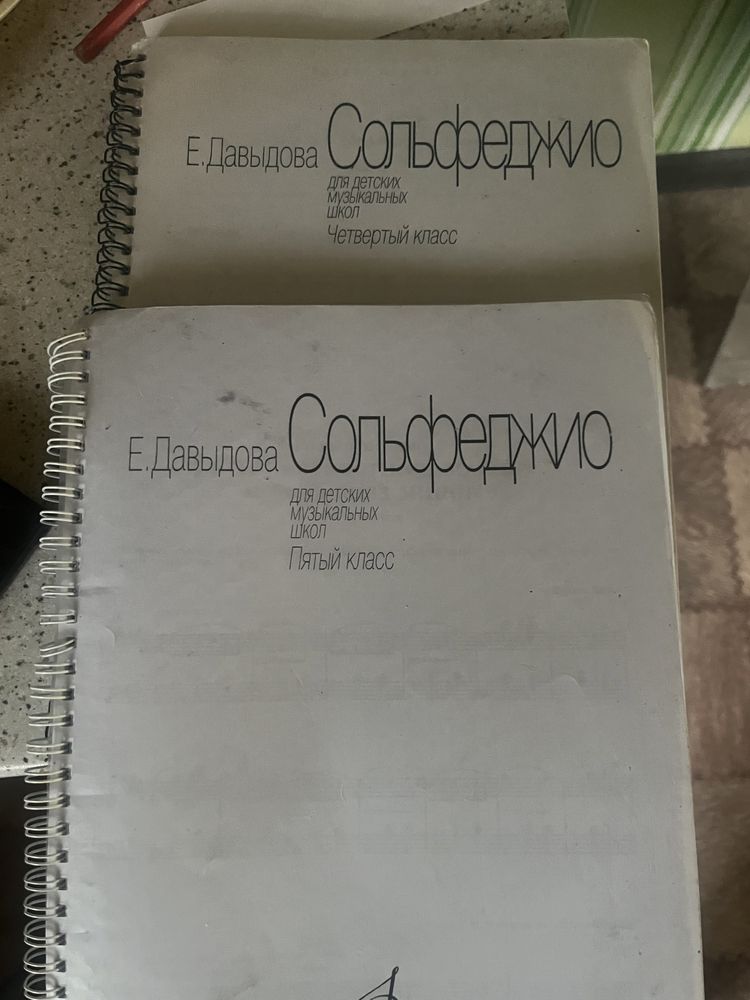 Е.Давыдова Сольфеджио
для детских
музыкальных
школ
Четвертый класс
Е.Давыдова Сольфеджио
для детских
музыкальных
школ
Пятый класс